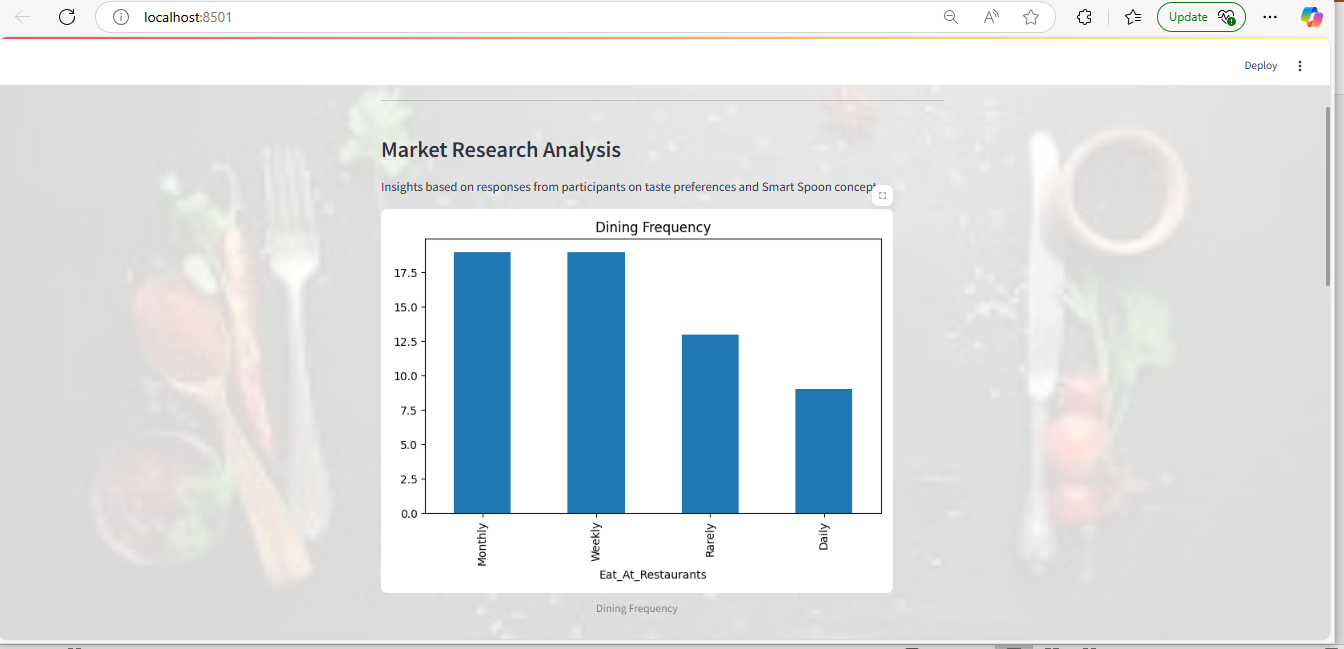 localhost:8501
Update
Deploy
Market Research Analysis
Insights based on responses from participants on taste preferences and Smart Spoon concept
Dining Frequency
17.5
15.0
12.5
10.0
7.5
5.0
2.5
0.0
Monthly
Weekly
Rarely
Daily
Eat_At_Restaurants
Dining Frequency